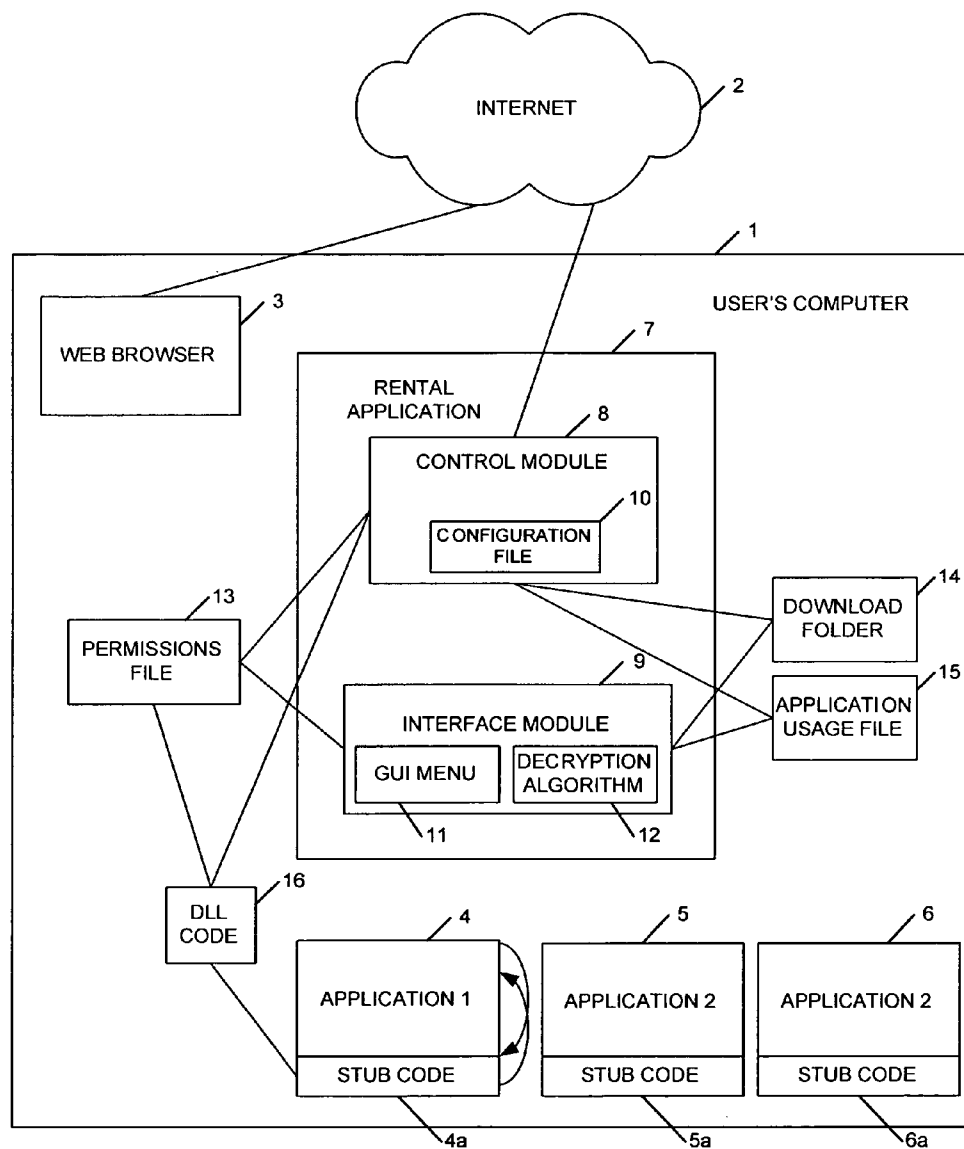 INTERNET
2
1
3
USER'S COMPUTER
WEB BROWSER
7
RENTAL
APPLICATION
8
CONTROL MODULE
10
CONFIGURATION
FILE
13
14
PERMISSIONS
FILE
DOWNLOAD
FOLDER
9
15
INTERFACE MODULE
APPLICATION
USAGE FILE
GUI MENU
DECRYPTION
ALGORITHM
11
12
16
DLL
CODE
4
5
6
APPLICATION 1
APPLICATION 2
APPLICATION 2
STUB CODE
STUB CODE
STUB CODE
4a
5a
6a